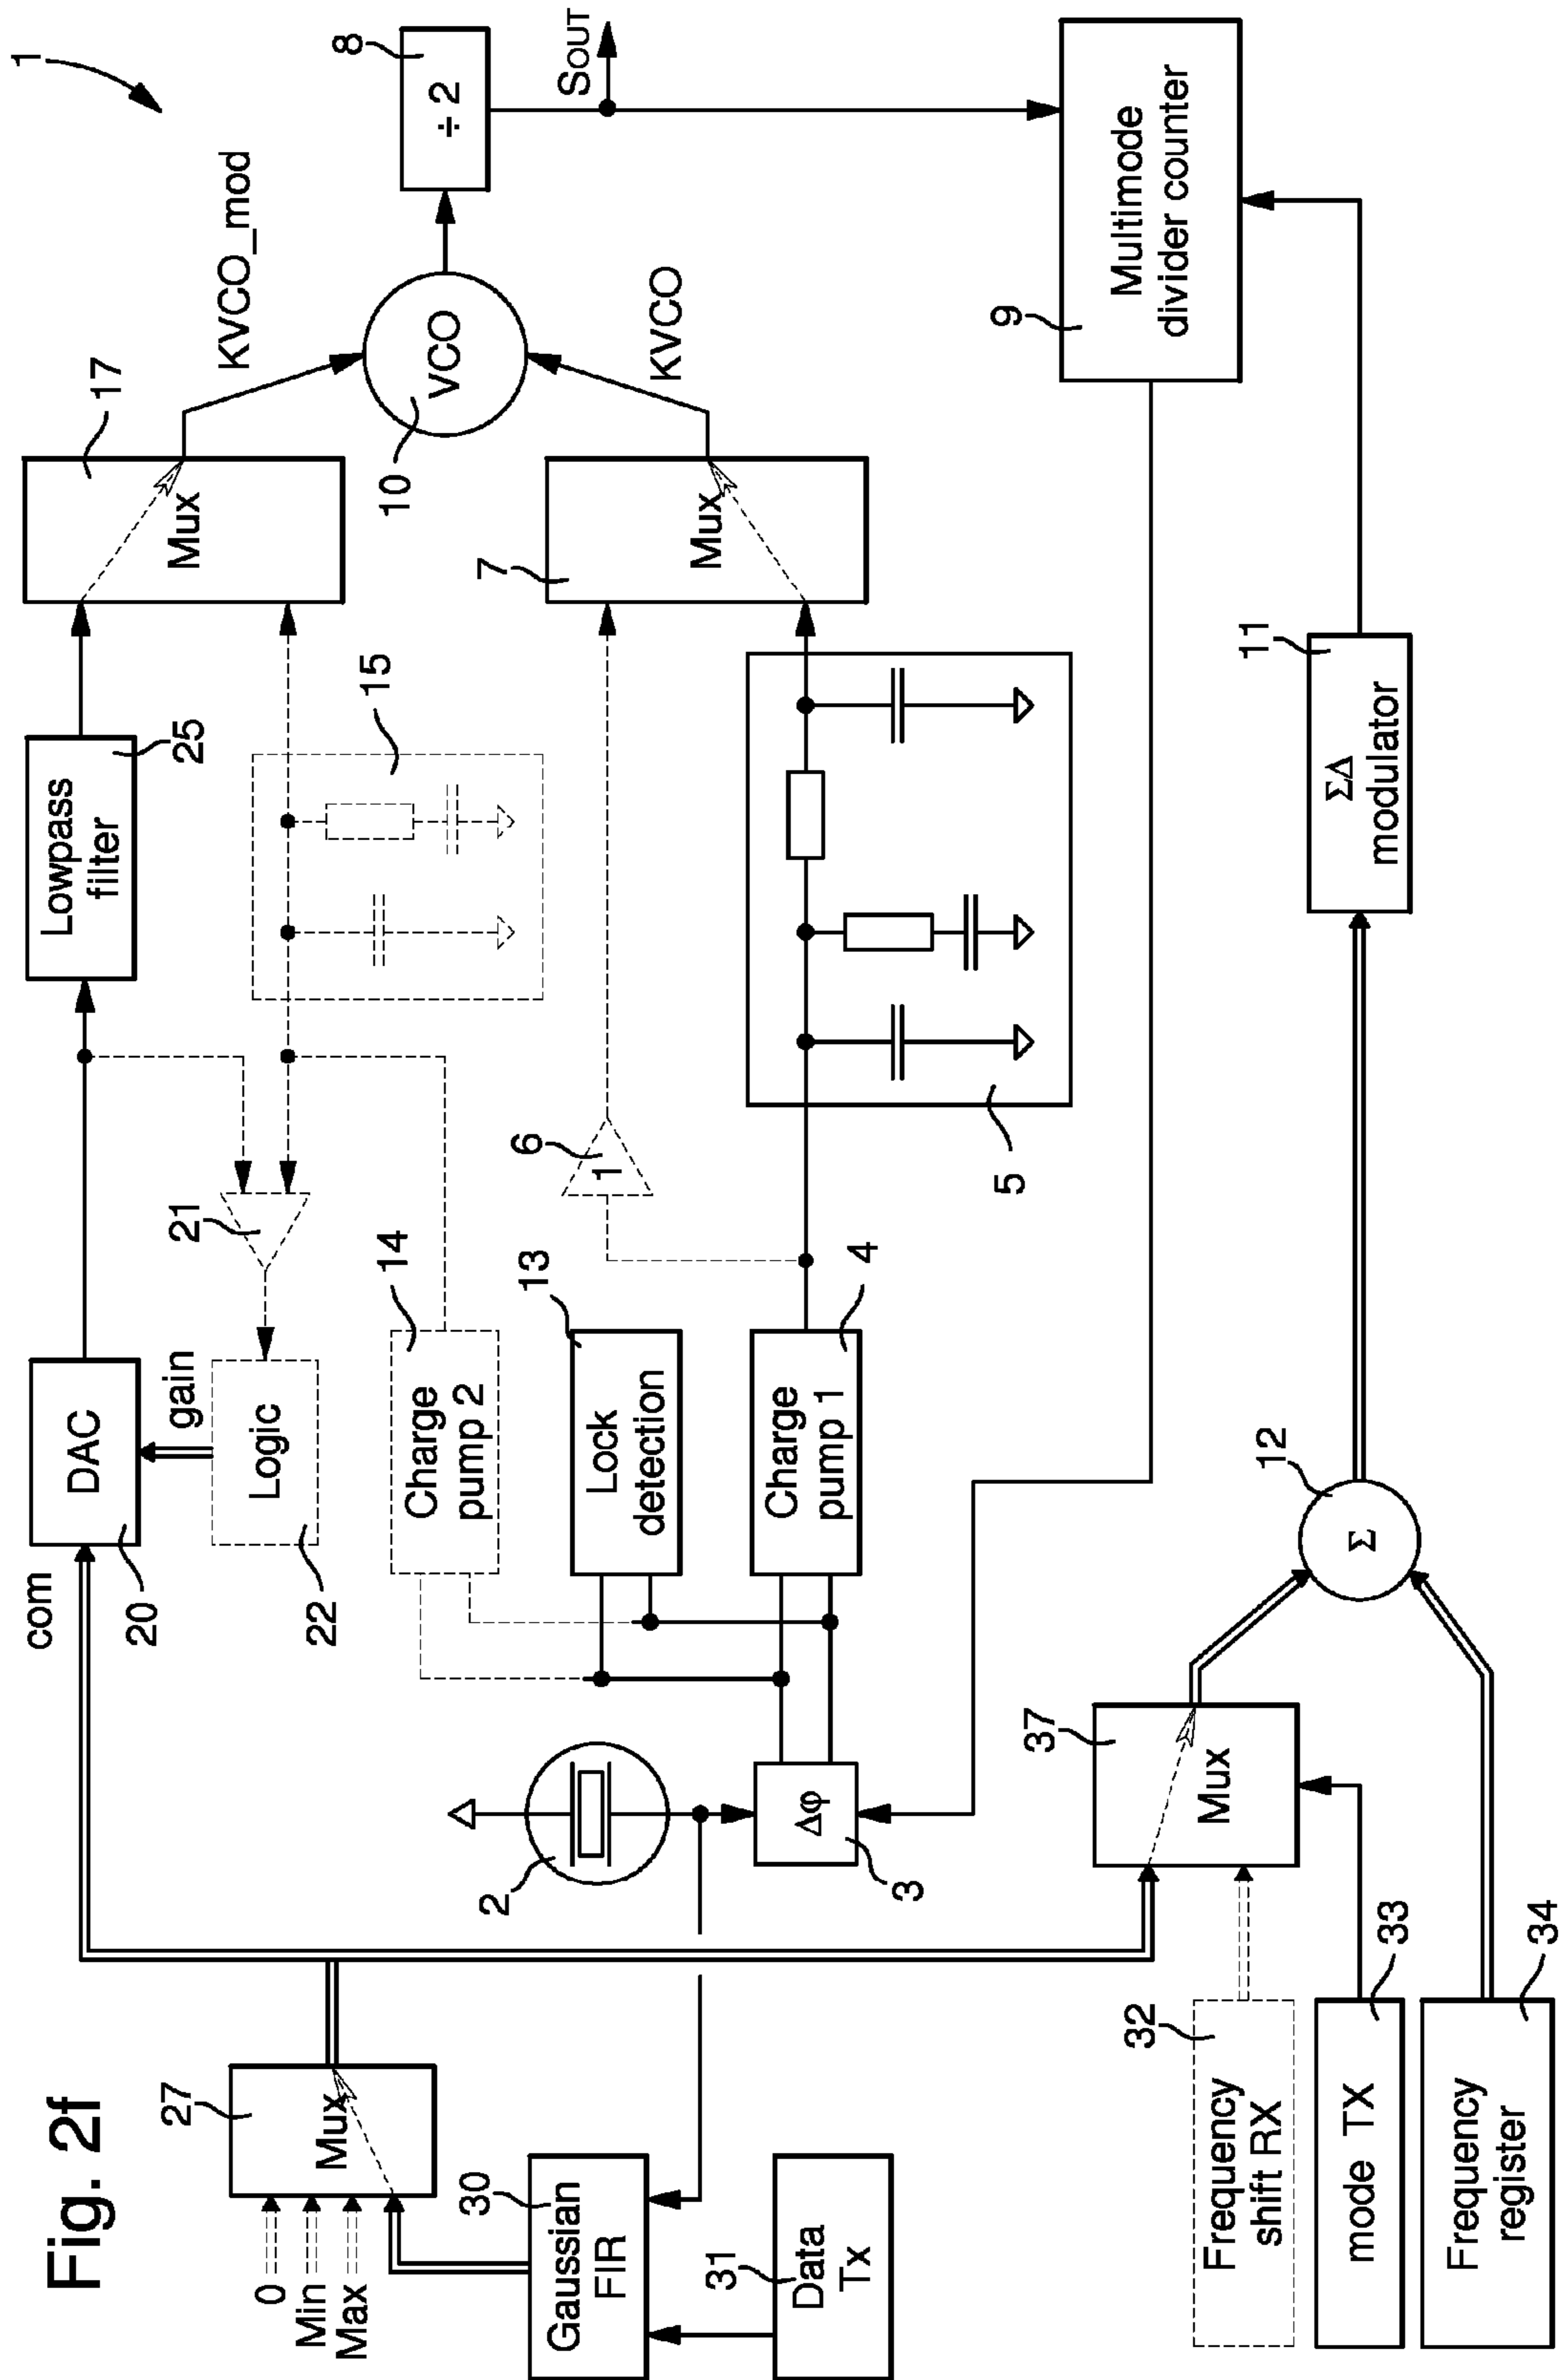 Fig. 2f
1
0
Min
Max
27
Mux
30
Gaussian
FIR
31
Data
Tx
com
20
DAC
gain
22
Logic
21
Lowpass
filter
25
17
Mux
KVCO_mod
15
14
Charge
pump 2
13
Lock
detection
6
1
7
Mux
KVCO
10
VCO
8
÷ 2
SOUT
2
3
Δφ
4
Charge
pump 1
5
9
Multimode
divider counter
32
Frequency
shift RX
33
mode TX
34
Frequency
register
37
Mux
12
Σ
11
ΣΔ
modulator